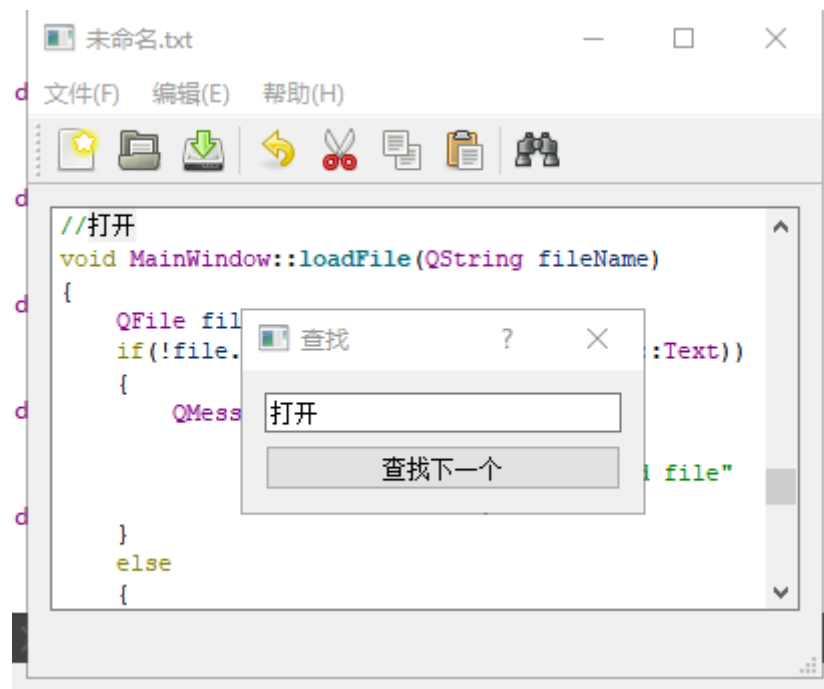 未命名.txt
文件(F) 编辑(E) 帮助(H)
//打开
void MainWindow::loadFile(QString fileName)
{
QFile fil
if(!file. :Text))
{
QMess
file"
}
else
{
查找 ?
打开
查找下一个
d
d
d
d
d